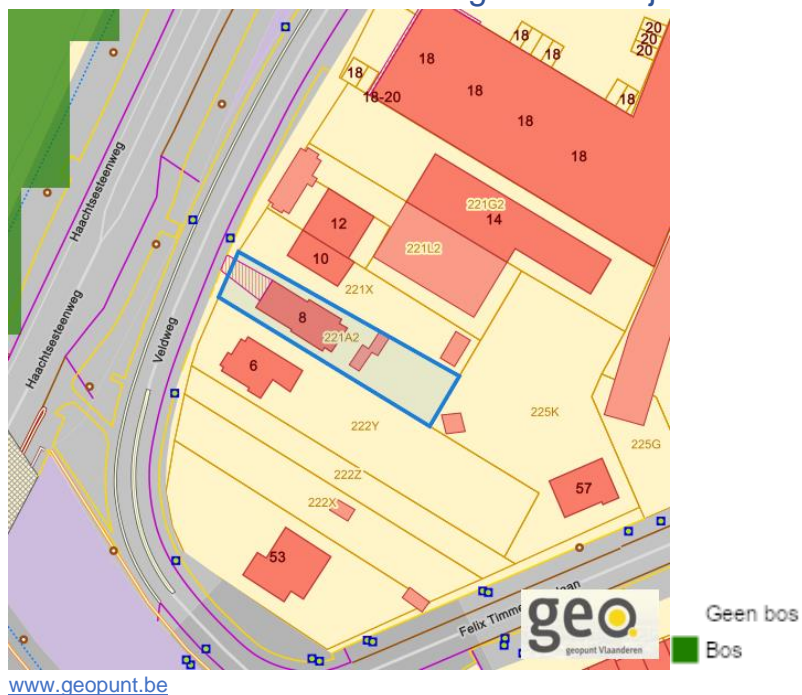 20
20
20
18
18
18
18
18
18-20
18
18
18
18
Haachtsesteenweg
221G2
14
12
221L2
10
221X
Haachtsesteenweg
Veldweg
8
221A2
6
222Y
225K
225G
222Z
57
222X
53
Felix
geo
geopunt Vlaanderen
Geen bos
Bos
www.geopunt.be